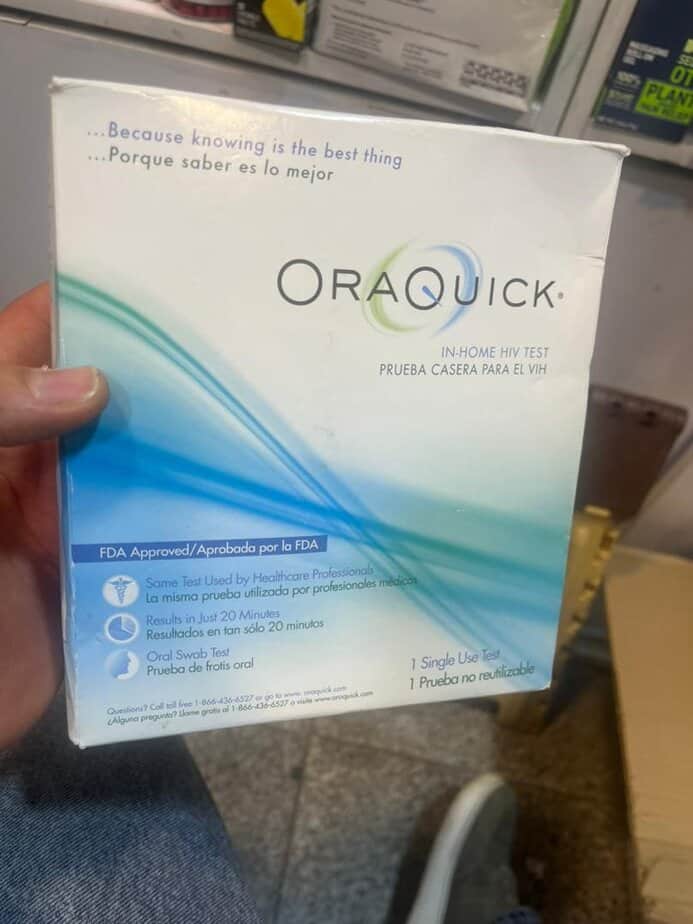 ...Because knowing is the best thing
...Porque saber es lo mejor
ORAQUICK®
IN-HOME HIV TEST
PRUEBA CASERA PARA EL VIH
FDA Approved/Aprobada por la FDA
Same Test Used by Healthcare Professionals
La misma prueba utilizada por profesionales médicos
Results in Just 20 Minutes
Resultados en tan sólo 20 minutos
Oral Swab Test
Prueba de frotis oral
1 Single Use Test
1 Prueba no reutilizable
Questions? Call toll free 1-866-436-6527 or go to www. oraquick.com
¿Alguna pregunta? Llame gratis al 1-866-436-6527 o visite www.oraquick.com
100%
PLAN